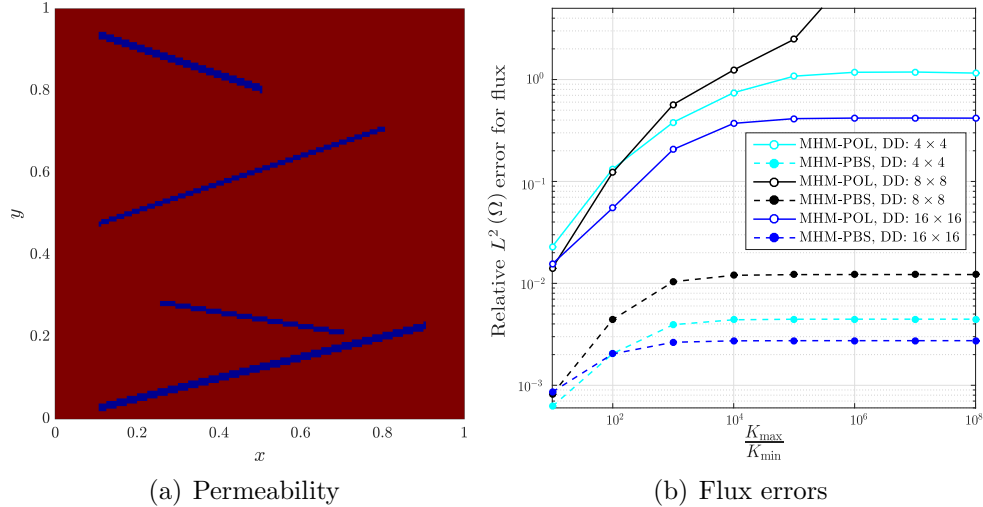 1
0.8
0.6
y
0.4
0.2
0
0 0.2 0.4 0.6 0.8 1
x
(a) Permeability
Relative L²(Ω) error for flux
10⁰
10⁻¹
10⁻²
10⁻³
MHM-POL, DD: 4 × 4
MHM-PBS, DD: 4 × 4
MHM-POL, DD: 8 × 8
MHM-PBS, DD: 8 × 8
MHM-POL, DD: 16 × 16
MHM-PBS, DD: 16 × 16
10² 10⁴ 10⁶ 10⁸
K_max
K_min
(b) Flux errors